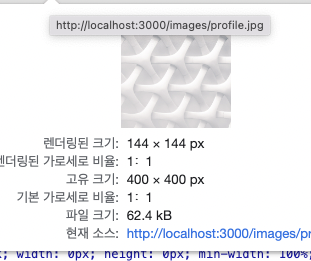 http://localhost:3000/images/profile.jpg
렌더링된 크기: 144 × 144 px
렌더링된 가로세로 비율: 1∶1
고유 크기: 400 × 400 px
기본 가로세로 비율: 1∶1
파일 크기: 62.4 kB
현재 소스: http://localhost:3000/images/pr
; width: 0px; height: 0px; min-width: 100%;